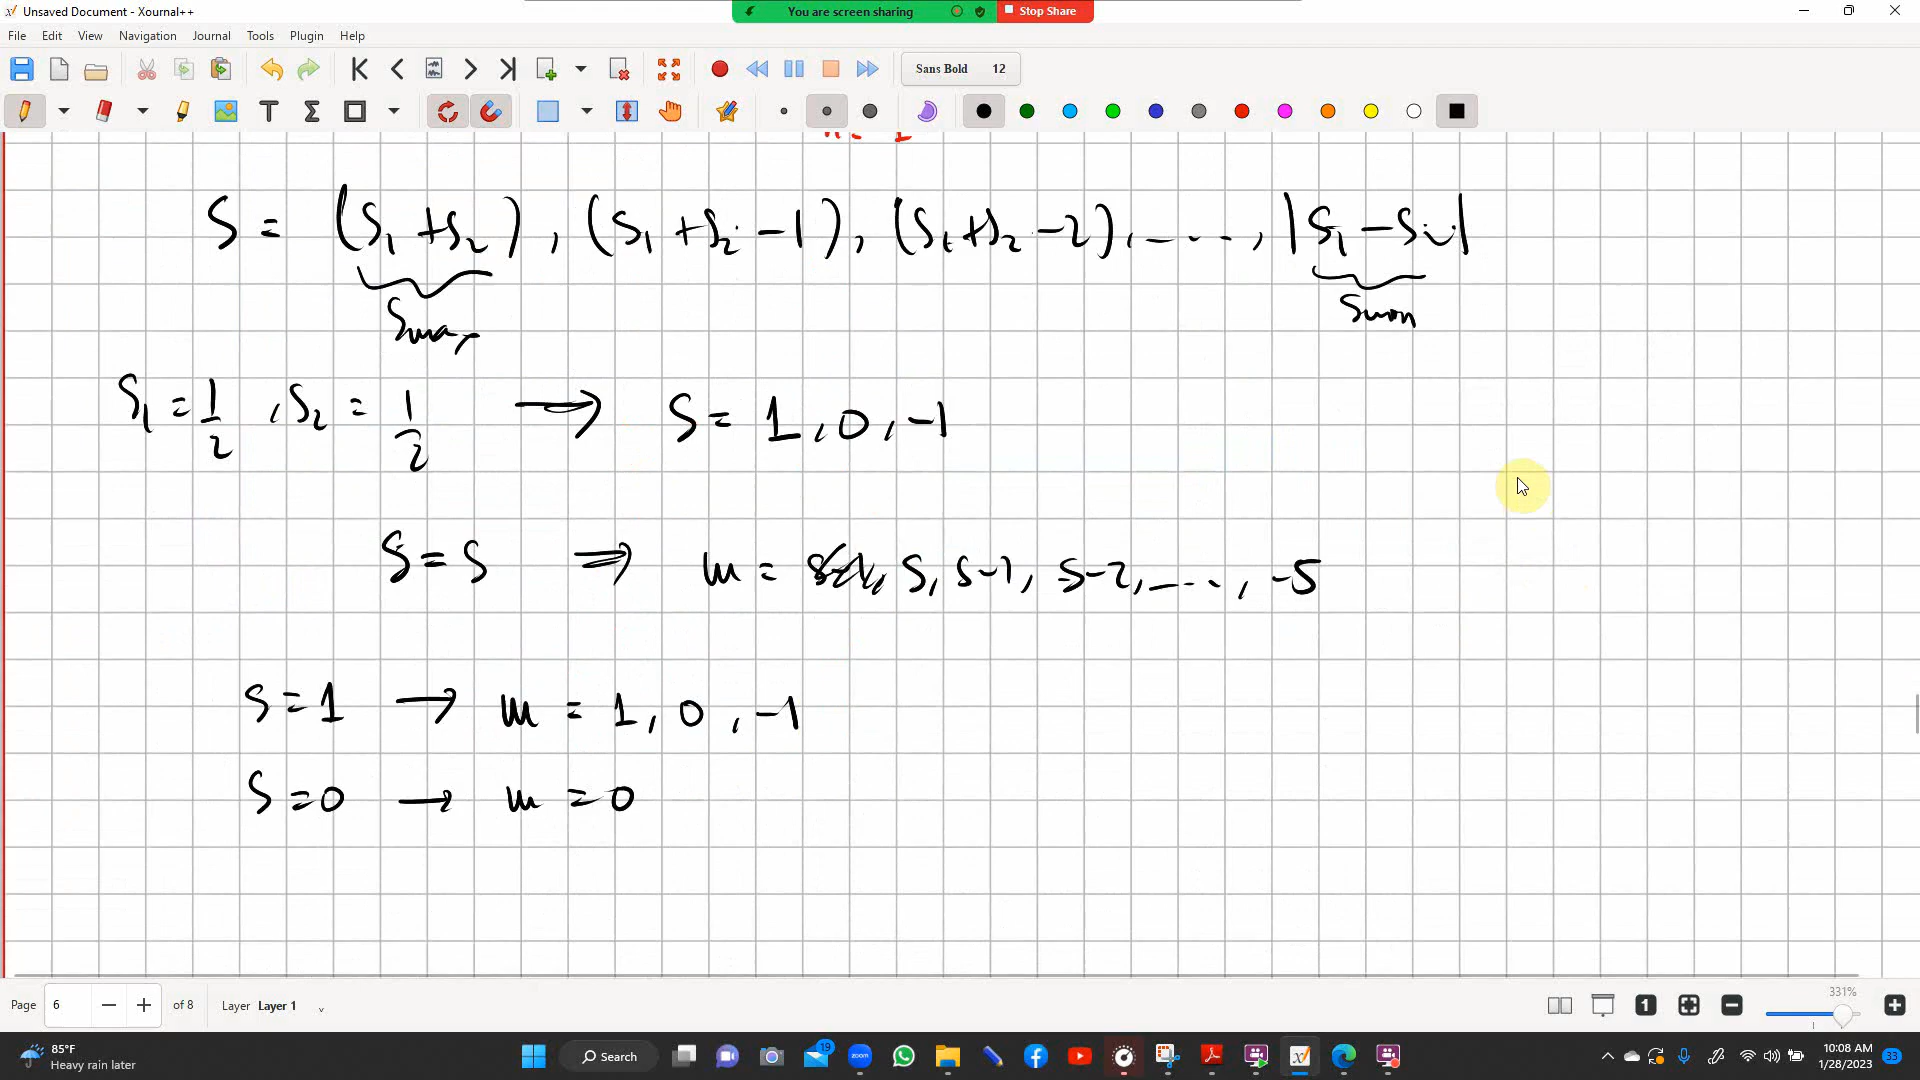 Unsaved Document - Xournal++
You are screen sharing
Stop Share
File Edit View Navigation Journal Tools Plugin Help
Sans Bold 12
S = (S₁ + S₂), (S₁ + S₂ - 1), (S₁ + S₂ - 2), ...., |S₁ - S₂|
Smax Smin
S₁ = 1/2, S₂ = 1/2 → S = 1, 0, -1
S = S ⇒ m = S, S-1, S-2, ...., -S
S = 1 → m = 1, 0, -1
S = 0 → m = 0
Page 6 of 8 Layer Layer 1
331%
85°F
Heavy rain later
Search
19
zoom
10:08 AM
1/28/2023
33